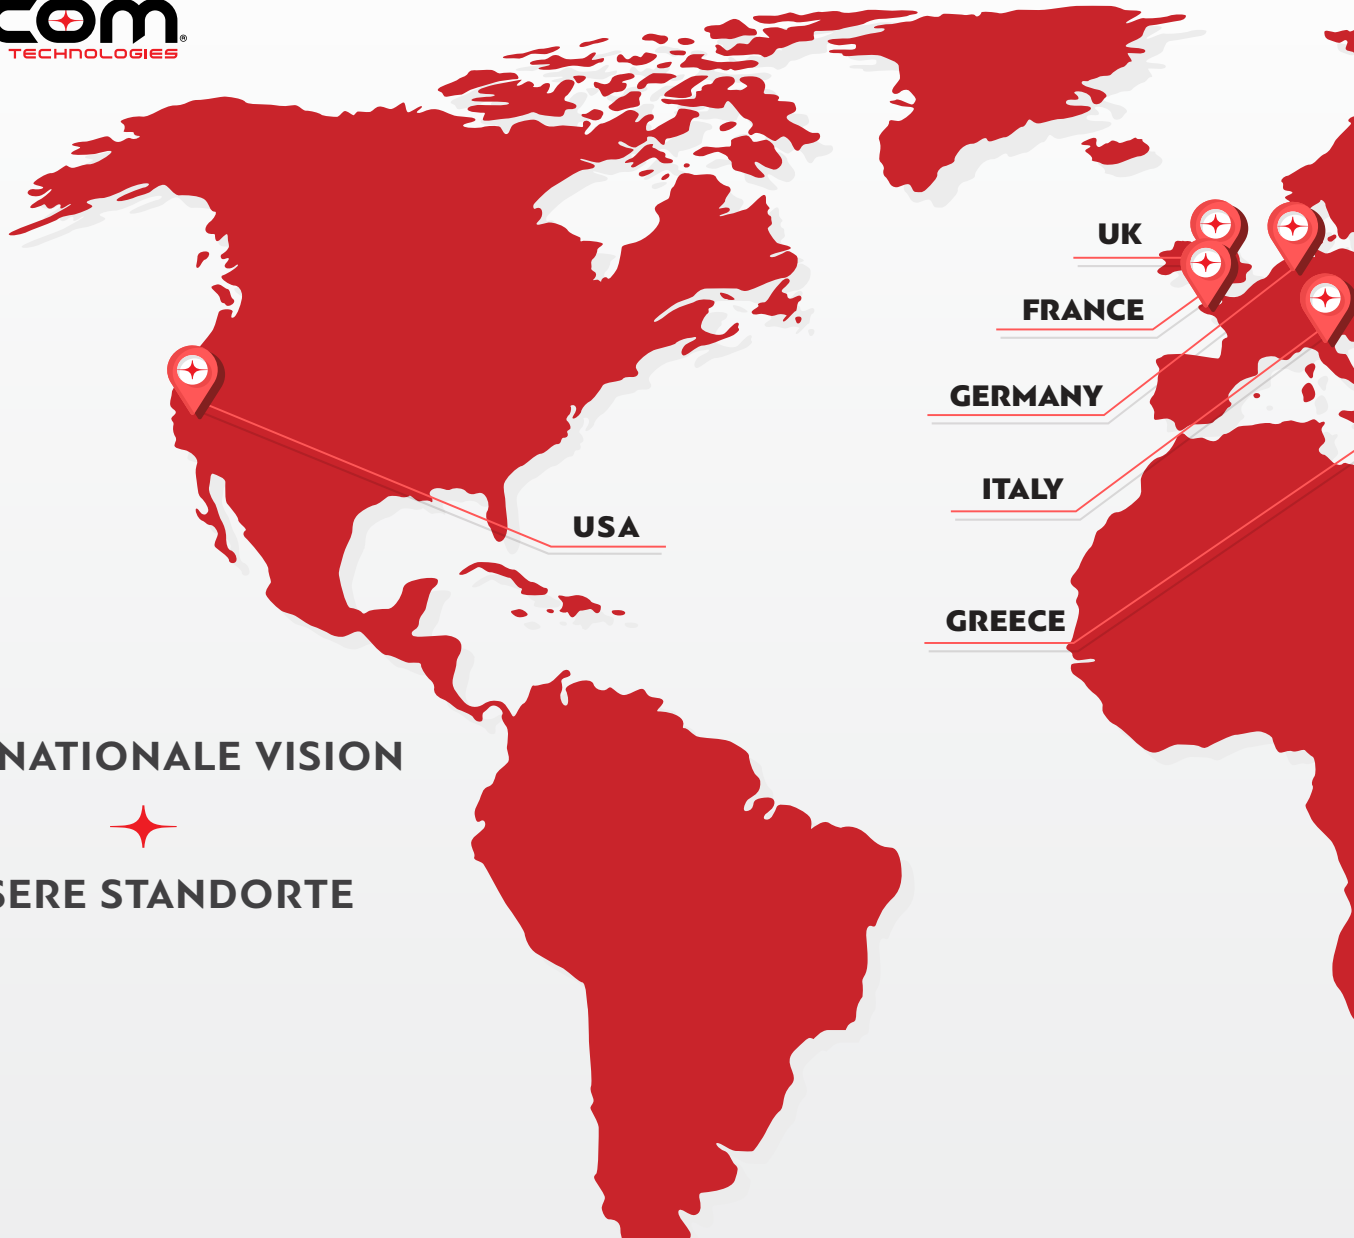 com®
TECHNOLOGIES
UK
FRANCE
GERMANY
ITALY
USA
GREECE
NATIONALE VISION
SERE STANDORTE